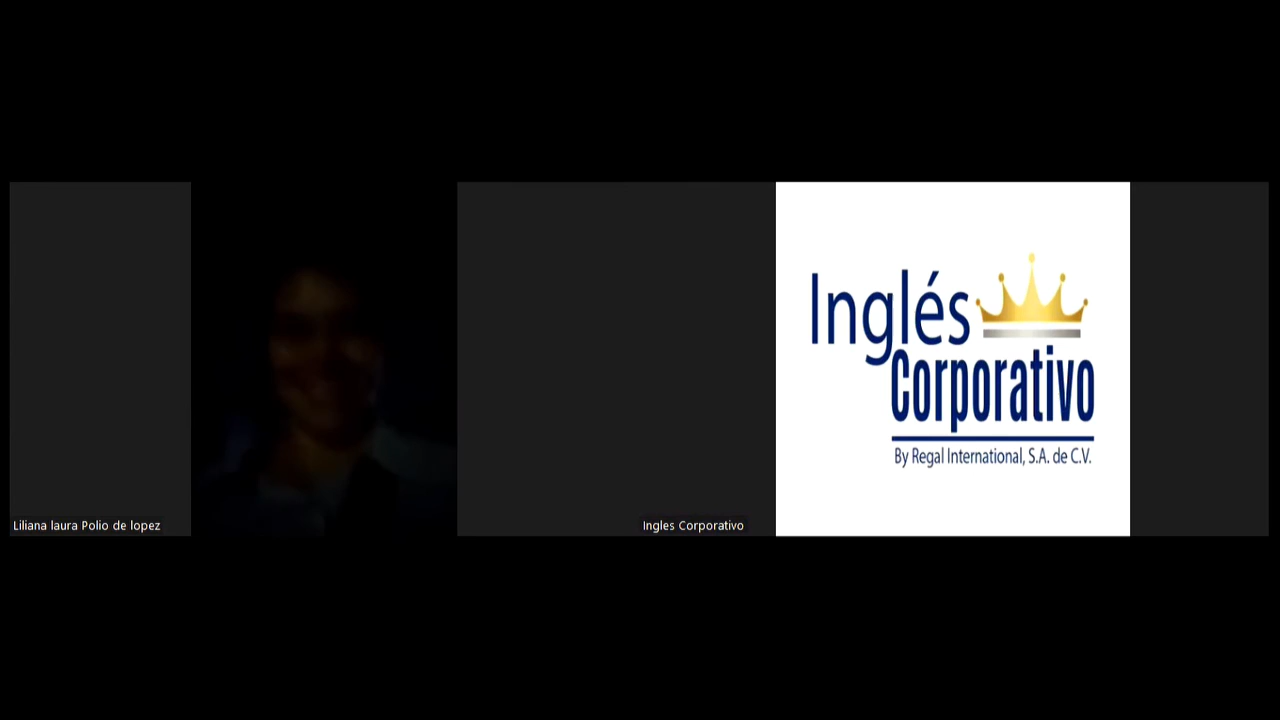 Liliana laura Polio de lopez
Ingles Corporativo
Inglés
Corporativo
By Regal International, S.A. de C.V.